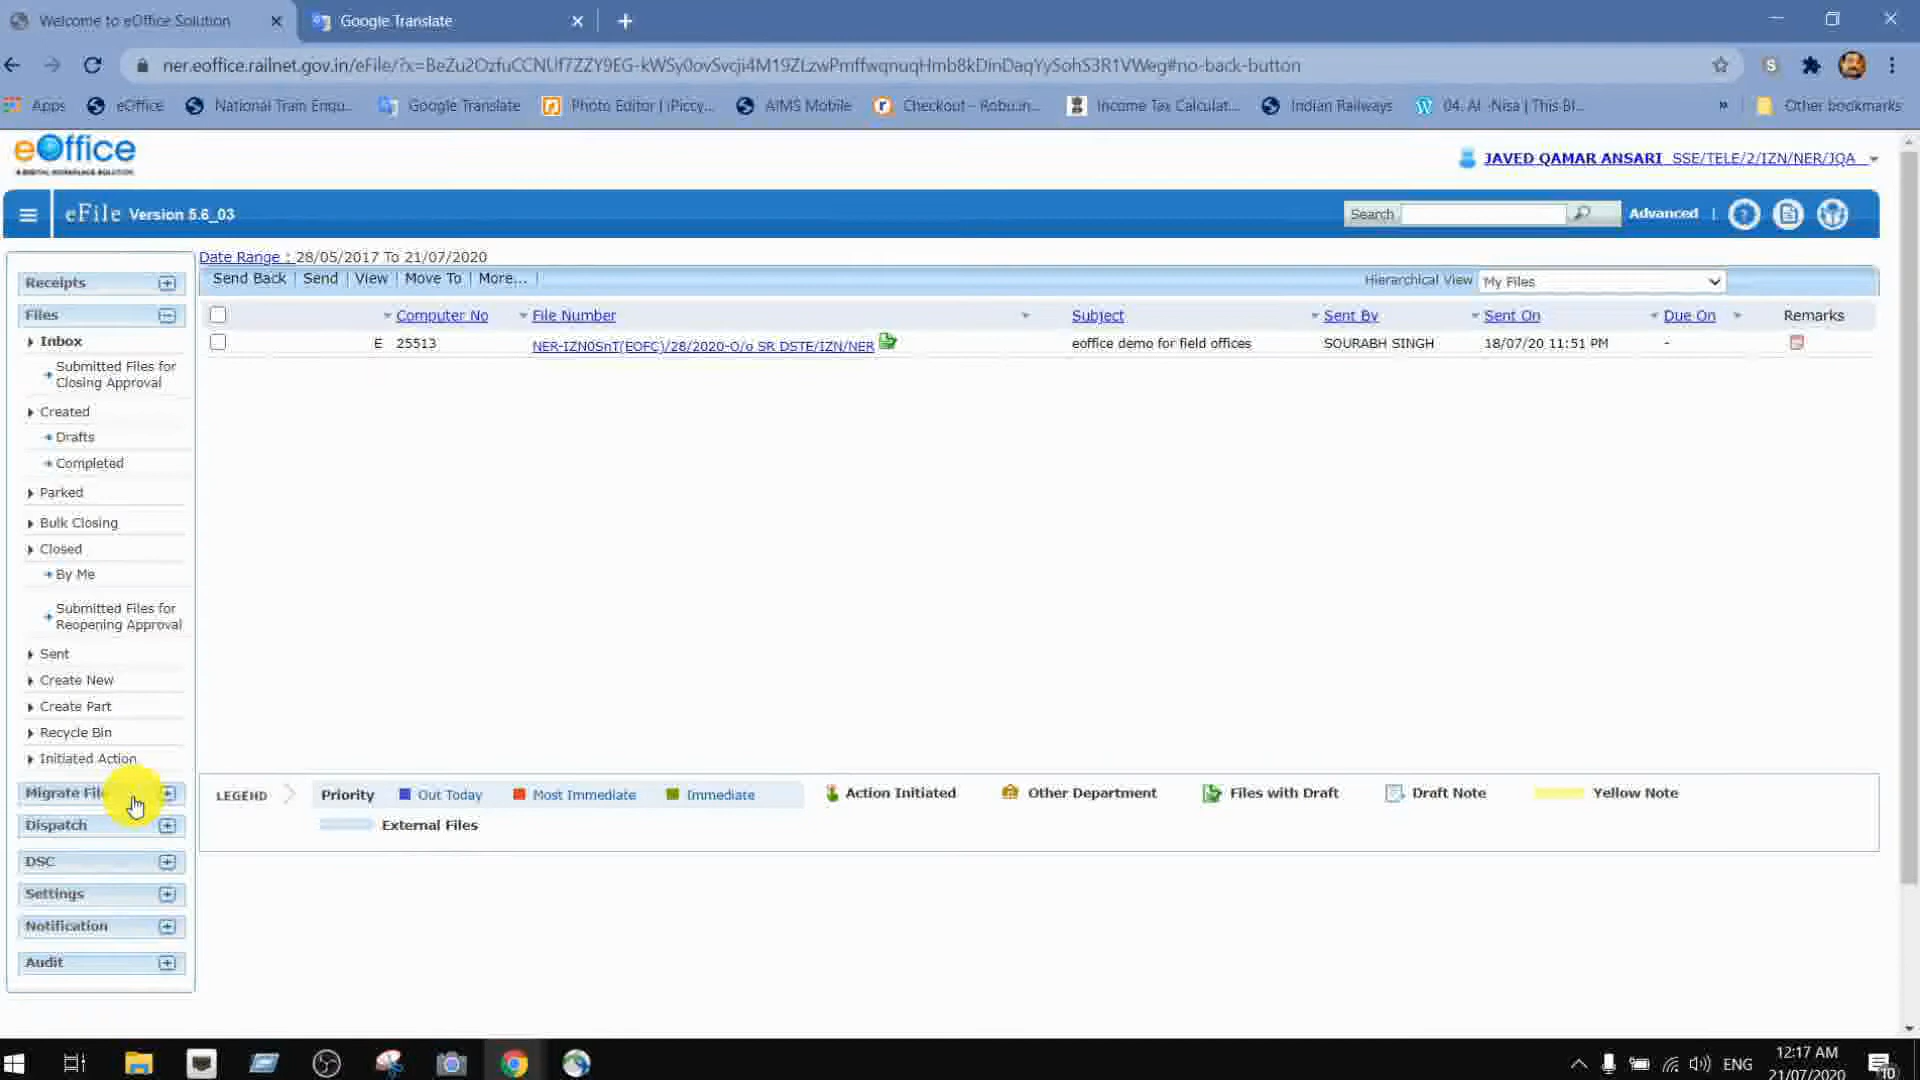 Welcome to eOffice Solution
Google Translate
ner.eoffice.railnet.gov.in/eFile/?x=BeZu2OzfuCCNUf7ZZY9EG-kWSy0ovSvcji4M19ZLzwPmffwqnuqHmb8kDinDaqYySohS3R1VWeg#no-back-button
Apps
eOffice
National Train Enqu...
Google Translate
Photo Editor | iPiccy...
AIMS Mobile
Checkout – Robu.in...
Income Tax Calculat...
Indian Railways
04. Al -Nisa | This Bl...
Other bookmarks
eOffice
A DIGITAL WORKPLACE SOLUTION
JAVED QAMAR ANSARI SSE/TELE/2/IZN/NER/JQA
eFile Version 5.6_03
Search
Advanced |
Date Range : 28/05/2017 To 21/07/2020
Send Back | Send | View | Move To | More... |
Hierarchical View My Files
Computer No File Number Subject Sent By Sent On Due On Remarks
E 25513 NER-IZN0SnT(EOFC)/28/2020-O/o SR DSTE/IZN/NER eoffice demo for field offices SOURABH SINGH 18/07/20 11:51 PM -
Receipts
Files
Inbox
Submitted Files for
Closing Approval
Created
Drafts
Completed
Parked
Bulk Closing
Closed
By Me
Submitted Files for
Reopening Approval
Sent
Create New
Create Part
Recycle Bin
Initiated Action
Migrate Fil
Dispatch
DSC
Settings
Notification
Audit
LEGEND Priority Out Today Most Immediate Immediate Action Initiated Other Department Files with Draft Draft Note Yellow Note
External Files
ENG
12:17 AM
21/07/2020
10